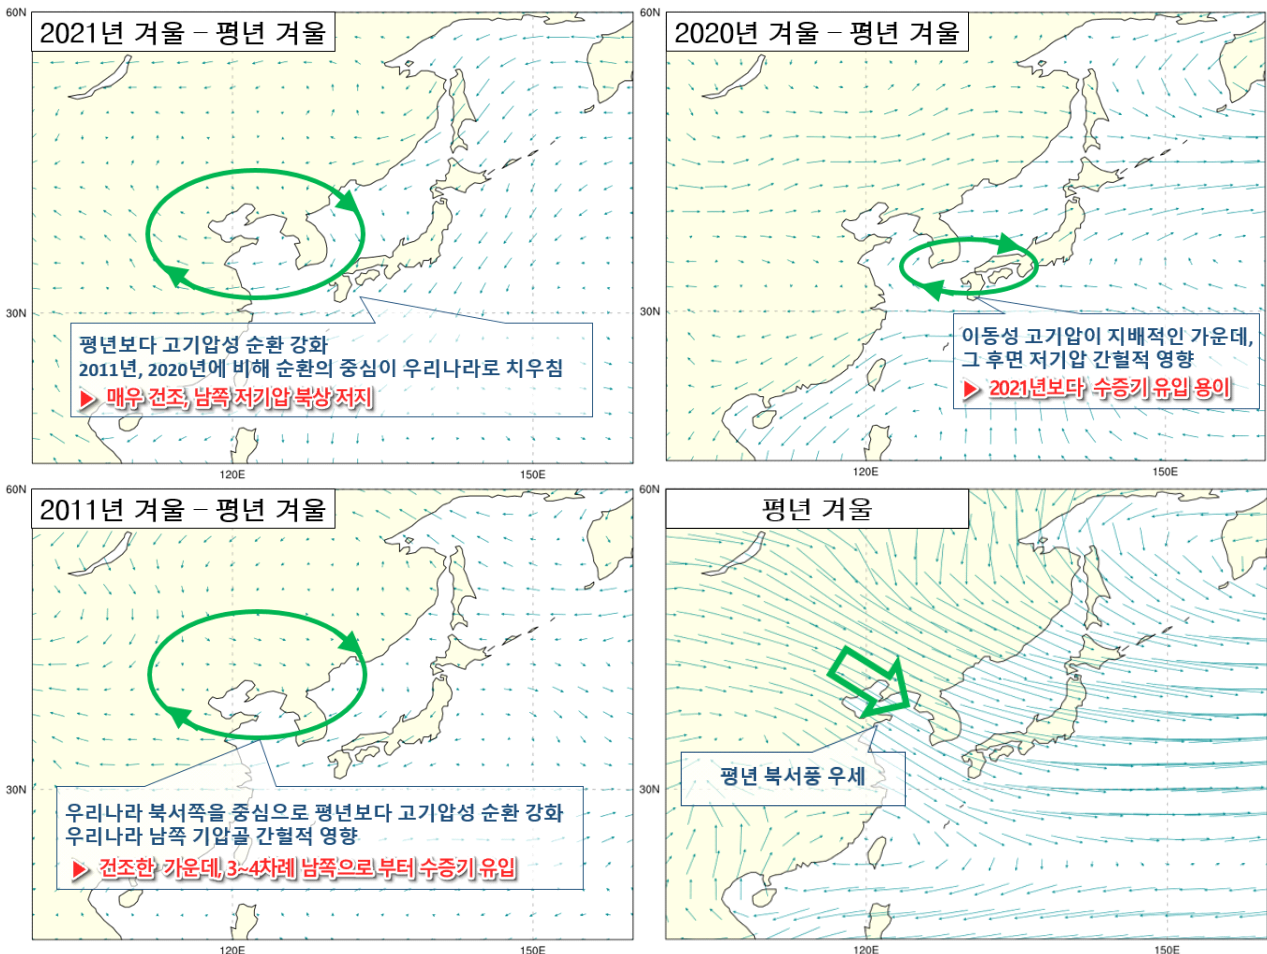 60N
2021년 겨울 – 평년 겨울
30N
평년보다 고기압성 순환 강화
2011년, 2020년에 비해 순환의 중심이 우리나라로 치우침
▶ 매우 건조, 남쪽 저기압 북상 저지
120E
150E
60N
2020년 겨울 – 평년 겨울
30N
이동성 고기압이 지배적인 가운데,
그 후면 저기압 간헐적 영향
▶ 2021년보다 수증기 유입 용이
120E
150E
60N
2011년 겨울 – 평년 겨울
30N
우리나라 북서쪽을 중심으로 평년보다 고기압성 순환 강화
우리나라 남쪽 기압골 간헐적 영향
▶ 건조한 가운데, 3~4차례 남쪽으로 부터 수증기 유입
120E
150E
60N
평년 겨울
평년 북서풍 우세
30N
120E
150E